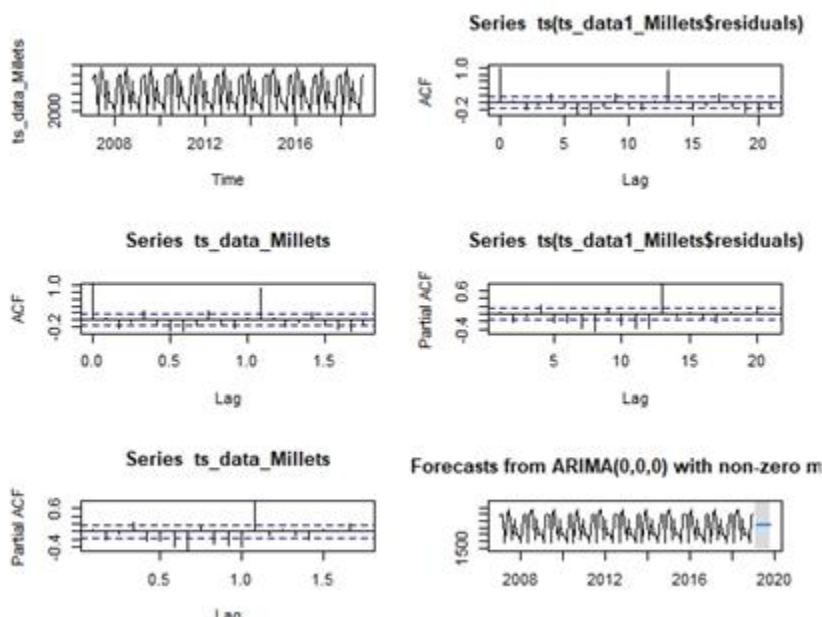 ts_data_Millets
2000
2008 2012 2016
Time
Series ts(ts_data1_Millets$residuals)
ACF
-0.2 1.0
0 5 10 15 20
Lag
Series ts_data_Millets
ACF
-0.2 1.0
0.0 0.5 1.0 1.5
Lag
Series ts(ts_data1_Millets$residuals)
Partial ACF
-0.4 0.6
5 10 15 20
Lag
Series ts_data_Millets
Partial ACF
-0.4 0.6
0.5 1.0 1.5
Lag
Forecasts from ARIMA(0,0,0) with non-zero m
1500
2008 2012 2016 2020